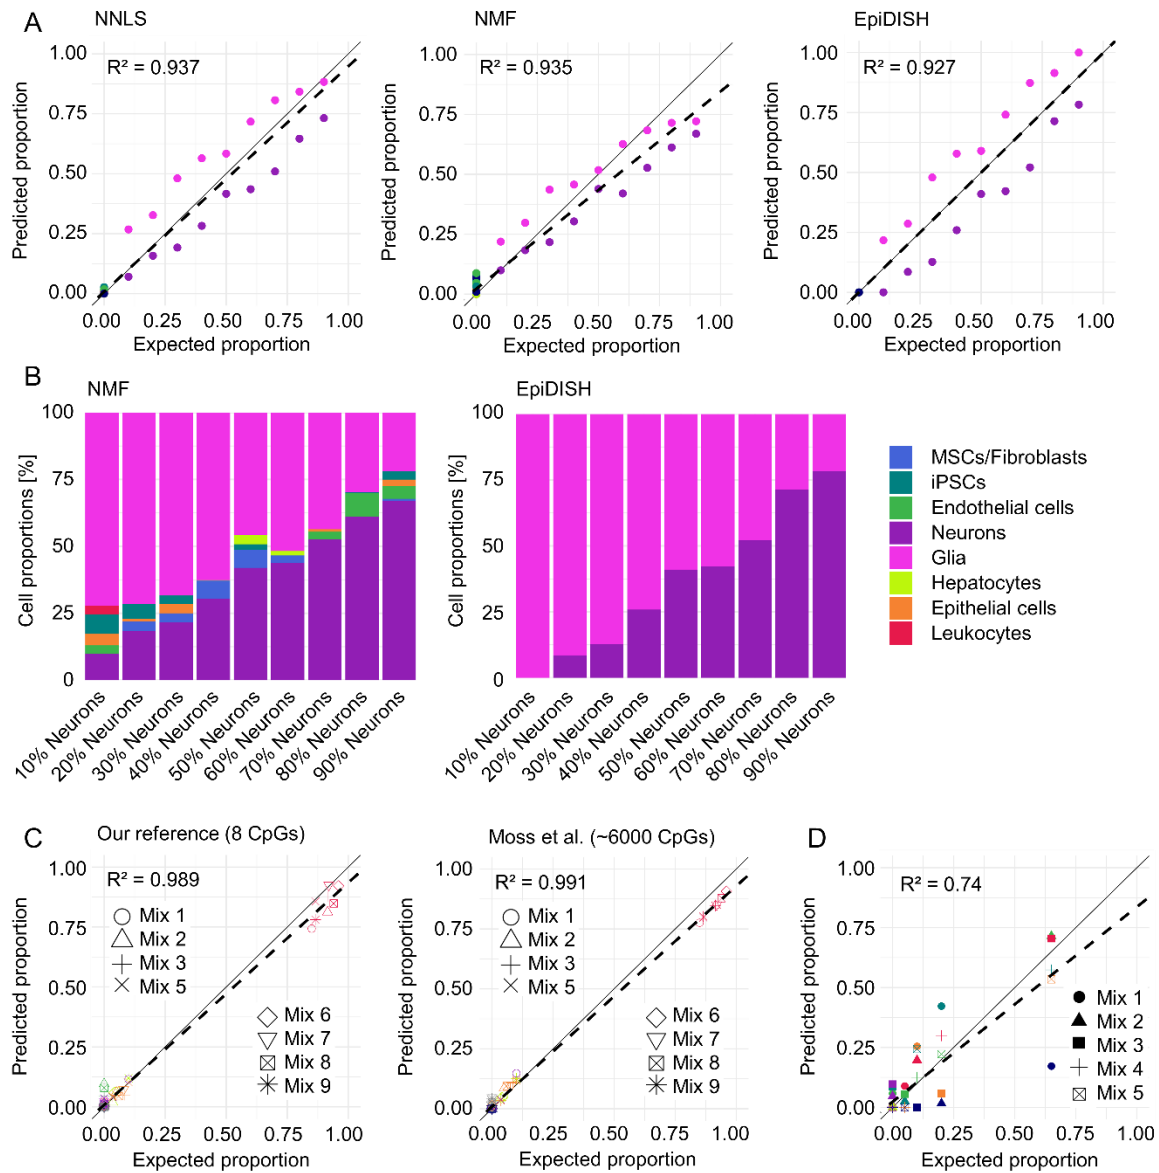 A
NNLS
NMF
EpiDISH
R² = 0.937
R² = 0.935
R² = 0.927
Predicted proportion
1.00
0.75
0.50
0.25
0.00
0.00 0.25 0.50 0.75 1.00
Expected proportion
Predicted proportion
1.00
0.75
0.50
0.25
0.00
0.00 0.25 0.50 0.75 1.00
Expected proportion
Predicted proportion
1.00
0.75
0.50
0.25
0.00
0.00 0.25 0.50 0.75 1.00
Expected proportion
B
NMF
Cell proportions [%]
100
75
50
25
0
10% Neurons
20% Neurons
30% Neurons
40% Neurons
50% Neurons
60% Neurons
70% Neurons
80% Neurons
90% Neurons
EpiDISH
Cell proportions [%]
100
75
50
25
0
10% Neurons
20% Neurons
30% Neurons
40% Neurons
50% Neurons
60% Neurons
70% Neurons
80% Neurons
90% Neurons
MSCs/Fibroblasts
iPSCs
Endothelial cells
Neurons
Glia
Hepatocytes
Epithelial cells
Leukocytes
C
Our reference (8 CpGs)
R² = 0.989
Mix 1
Mix 2
Mix 3
Mix 5
Mix 6
Mix 7
Mix 8
Mix 9
Predicted proportion
1.00
0.75
0.50
0.25
0.00
0.00 0.25 0.50 0.75 1.00
Expected proportion
Moss et al. (~6000 CpGs)
R² = 0.991
Mix 1
Mix 2
Mix 3
Mix 5
Mix 6
Mix 7
Mix 8
Mix 9
Predicted proportion
1.00
0.75
0.50
0.25
0.00
0.00 0.25 0.50 0.75 1.00
Expected proportion
D
R² = 0.74
Mix 1
Mix 2
Mix 3
Mix 4
Mix 5
Predicted proportion
1.00
0.75
0.50
0.25
0.00
0.00 0.25 0.50 0.75 1.00
Expected proportion